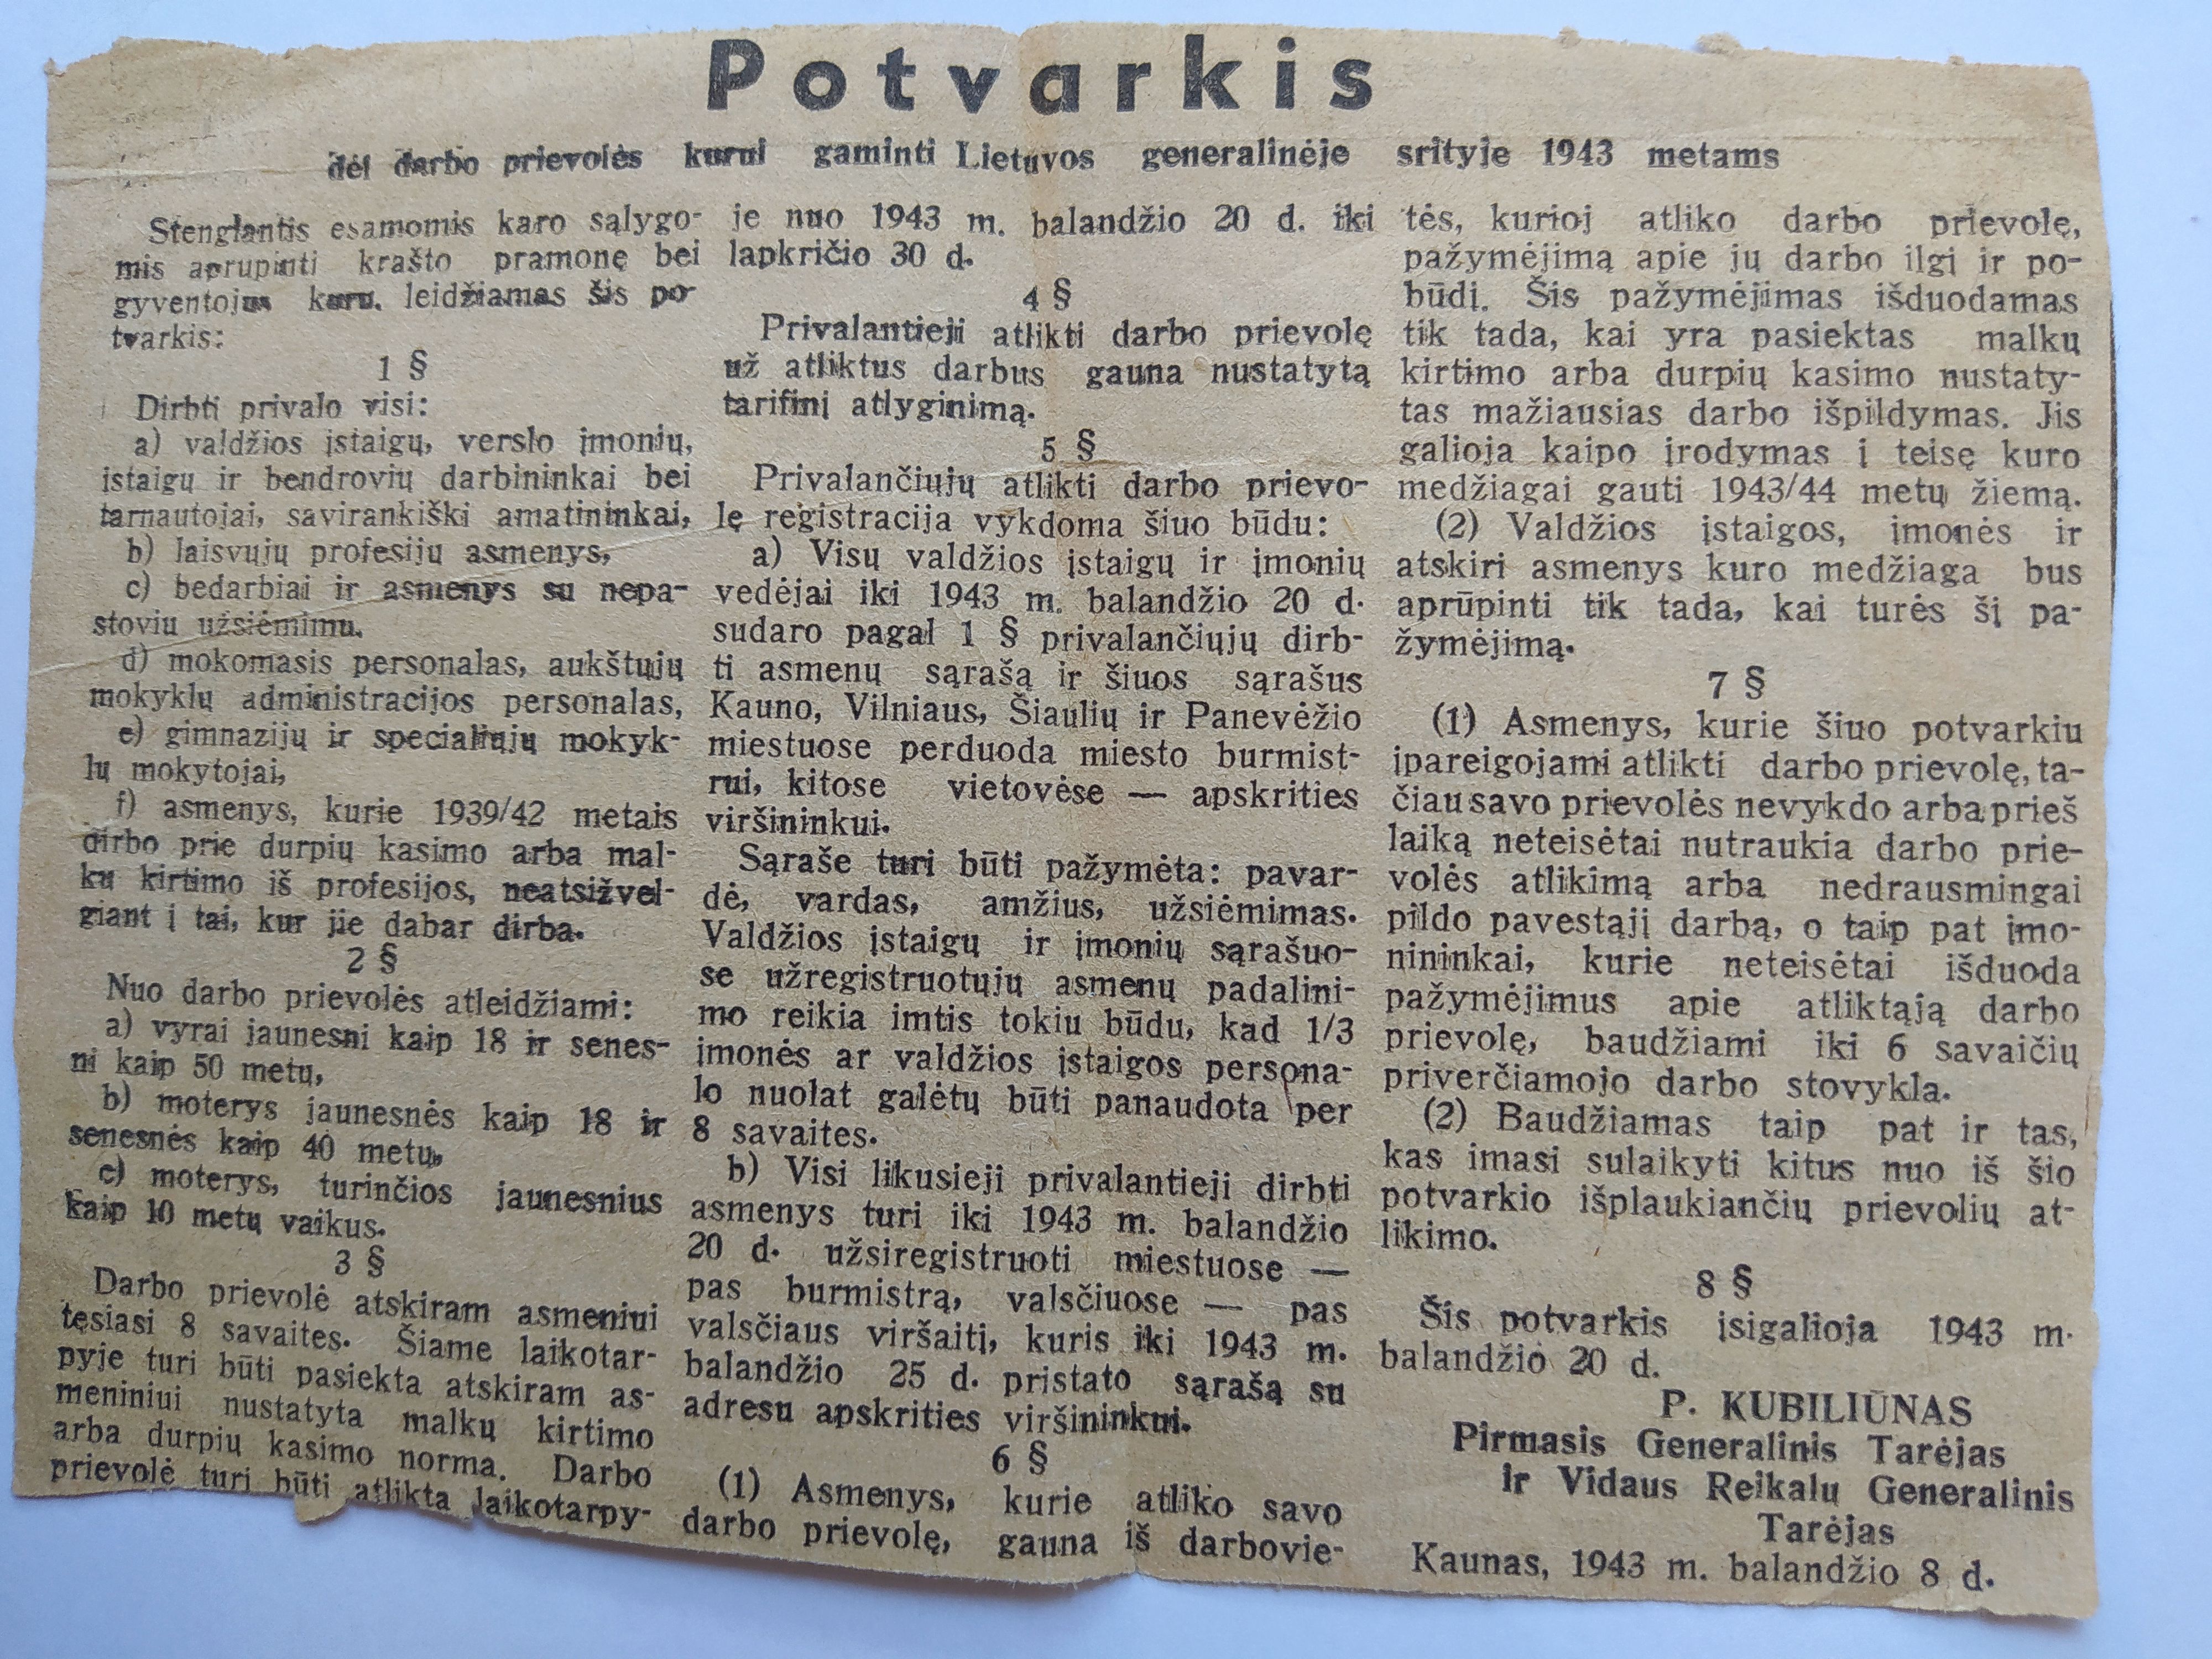 Potvarkis
dėl darbo prievolės kurui gaminti Lietuvos generalinėje srityje 1943 metams
Stengiantis esamomis karo sąlygo-
mis aprupinti krašto pramonę bei
gyventojus kuru, leidžiamas šis po-
tvarkis:
1 §
Dirbti privalo visi:
a) valdžios įstaigų, verslo įmonių,
įstaigų ir bendrovių darbininkai bei
tarnautojai, savirankiški amatininkai,
b) laisvųjų profesijų asmenys,
c) bedarbiai ir asmenys su nepa-
stoviu užsiėmimu.
d) mokomasis personalas, aukštųjų
mokyklų administracijos personalas,
e) gimnazijų ir specialiųjų mokyk-
lų mokytojai,
f) asmenys, kurie 1939/42 metais
dirbo prie durpių kasimo arba mal-
kų kirtimo iš profesijos, neatsižvel-
giant į tai, kur jie dabar dirba.
2 §
Nuo darbo prievolės atleidžiami:
a) vyrai jaunesni kaip 18 ir senes-
ni kaip 50 metų,
b) moterys jaunesnės kaip 18 ir
senesnės kaip 40 metų,
c) moterys, turinčios jaunesnius
kaip 10 metų vaikus.
3 §
Darbo prievolė atskiram asmeniui
tęsiasi 8 savaites. Šiame laikotar-
pyje turi būti pasiekta atskiram as-
meniniui nustatyta malkų kirtimo
arba durpių kasimo norma. Darbo
prievolė turi būti atlikta laikotarpy-
je nuo 1943 m. balandžio 20 d. iki
lapkričio 30 d.
4 §
Privalantieji atlikti darbo prievolę
už atliktus darbus gauna nustatytą
tarifinį atlyginimą.
5 §
Privalančiųjų atlikti darbo prievo-
lę registracija vykdoma šiuo būdu:
a) Visų valdžios įstaigų ir įmonių
vedėjai iki 1943 m. balandžio 20 d.
sudaro pagal 1 § privalančiųjų dirb-
ti asmenų sąrašą ir šiuos sąrašus
Kauno, Vilniaus, Šiaulių ir Panevėžio
miestuose perduoda miesto burmist-
rui, kitose vietovėse — apskrities
viršininkui.
Sąraše turi būti pažymėta: pavar-
dė, vardas, amžius, užsiėmimas.
Valdžios įstaigų ir įmonių sąrašuo-
se užregistruotųjų asmenų padalini-
mo reikia imtis tokiu būdu, kad 1/3
įmonės ar valdžios įstaigos persona-
lo nuolat galėtų būti panaudota per
8 savaites.
b) Visi likusieji privalantieji dirbti
asmenys turi iki 1943 m. balandžio
20 d. užsiregistruoti miestuose —
pas burmistrą, valsčiuose — pas
valsčiaus viršaitį, kuris iki 1943 m.
balandžio 25 d. pristato sąrašą su
adresu apskrities viršininkui.
6 §
(1) Asmenys, kurie atliko savo
darbo prievolę, gauna iš darbovie-
tės, kurioj atliko darbo prievolę,
pažymėjimą apie jų darbo ilgį ir po-
būdį. Šis pažymėjimas išduodamas
tik tada, kai yra pasiektas malkų
kirtimo arba durpių kasimo nustaty-
tas mažiausias darbo išpildymas. Jis
galioja kaipo įrodymas į teisę kuro
medžiagai gauti 1943/44 metų žiemą.
(2) Valdžios įstaigos, įmonės ir
atskiri asmenys kuro medžiaga bus
aprūpinti tik tada, kai turės šį pa-
žymėjimą.
7 §
(1) Asmenys, kurie šiuo potvarkiu
įpareigojami atlikti darbo prievolę, ta-
čiau savo prievolės nevykdo arba prieš
laiką neteisėtai nutraukia darbo prie-
volės atlikimą arba nedrausmingai
pildo pavestąjį darbą, o taip pat įmo-
nininkai, kurie neteisėtai išduoda
pažymėjimus apie atliktąją darbo
prievolę, baudžiami iki 6 savaičių
priverčiamojo darbo stovykla.
(2) Baudžiamas taip pat ir tas,
kas imasi sulaikyti kitus nuo iš šio
potvarkio išplaukiančių prievolių at-
likimo.
8 §
Šis potvarkis įsigalioja 1943 m.
balandžio 20 d.
P. KUBILIŪNAS
Pirmasis Generalinis Tarėjas
ir Vidaus Reikalų Generalinis
Tarėjas
Kaunas, 1943 m. balandžio 8 d.